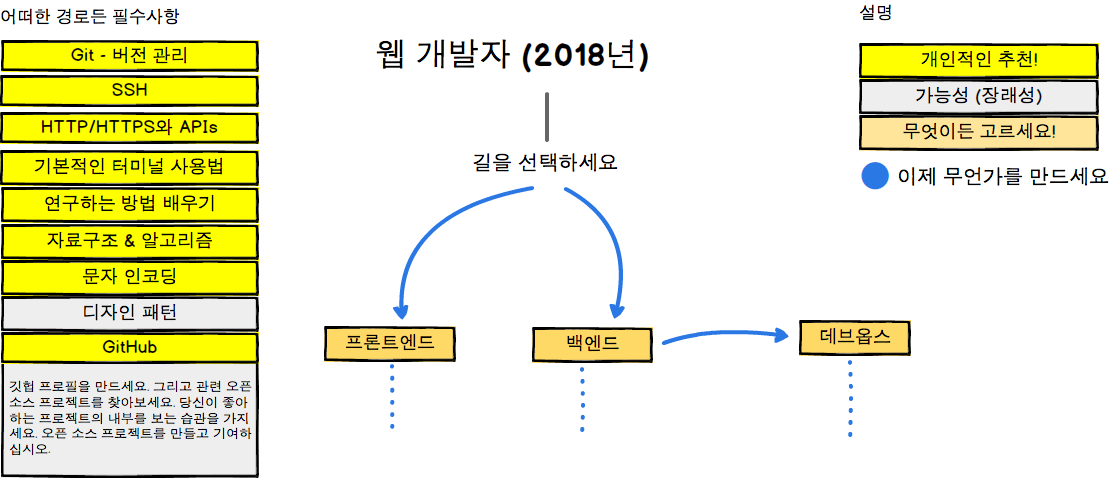 어떠한 경로든 필수사항
Git - 버전 관리
SSH
HTTP/HTTPS와 APIs
기본적인 터미널 사용법
연구하는 방법 배우기
자료구조 & 알고리즘
문자 인코딩
디자인 패턴
GitHub
깃헙 프로필을 만드세요. 그리고 관련 오픈
소스 프로젝트를 찾아보세요. 당신이 좋아
하는 프로젝트의 내부를 보는 습관을 가지
세요. 오픈 소스 프로젝트를 만들고 기여하
십시오.
웹 개발자 (2018년)
길을 선택하세요
프론트엔드
백엔드
데브옵스
설명
개인적인 추천!
가능성 (장래성)
무엇이든 고르세요!
이제 무언가를 만드세요